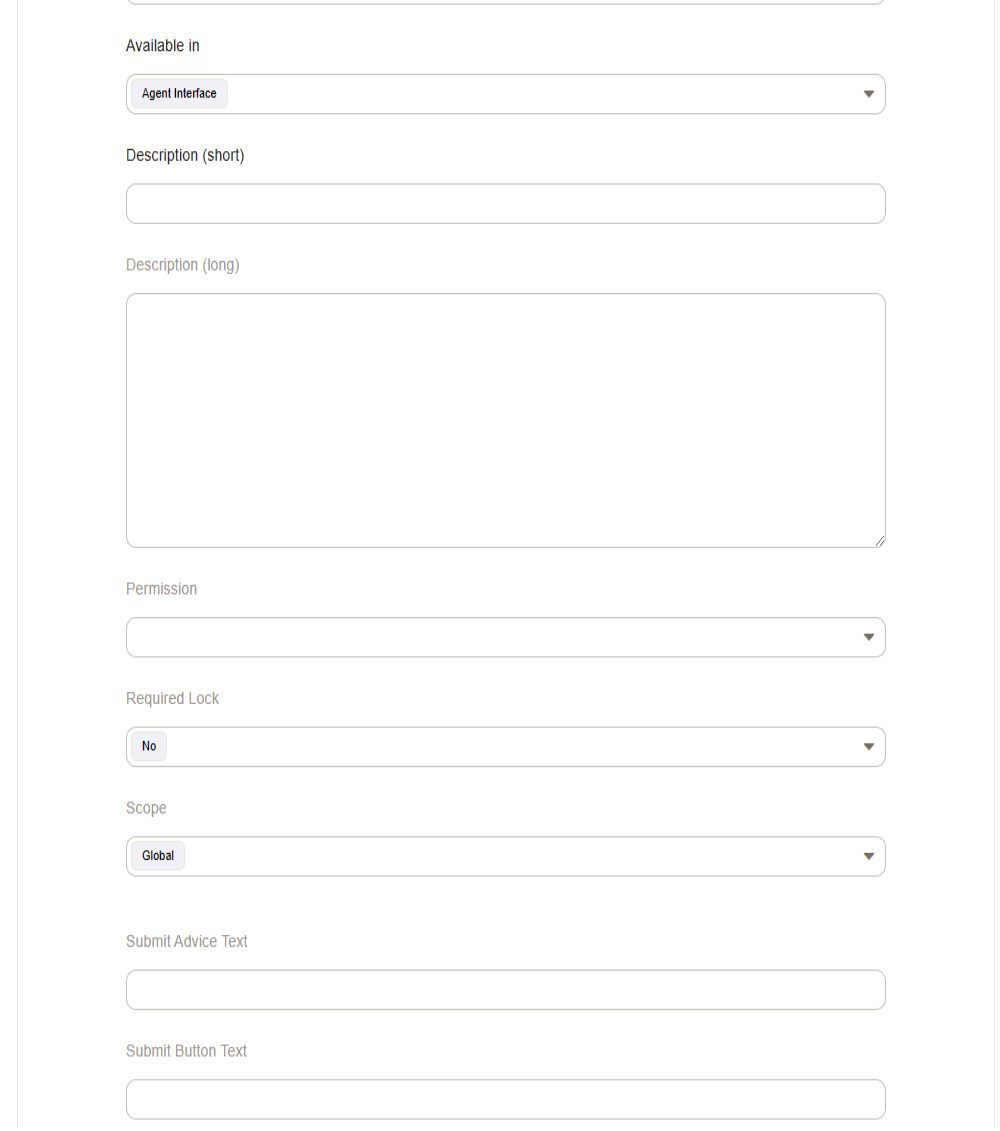 Available in
Agent Interface
Description (short)
Description (long)
Permission
Required Lock
No
Scope
Global
Submit Advice Text
Submit Button Text